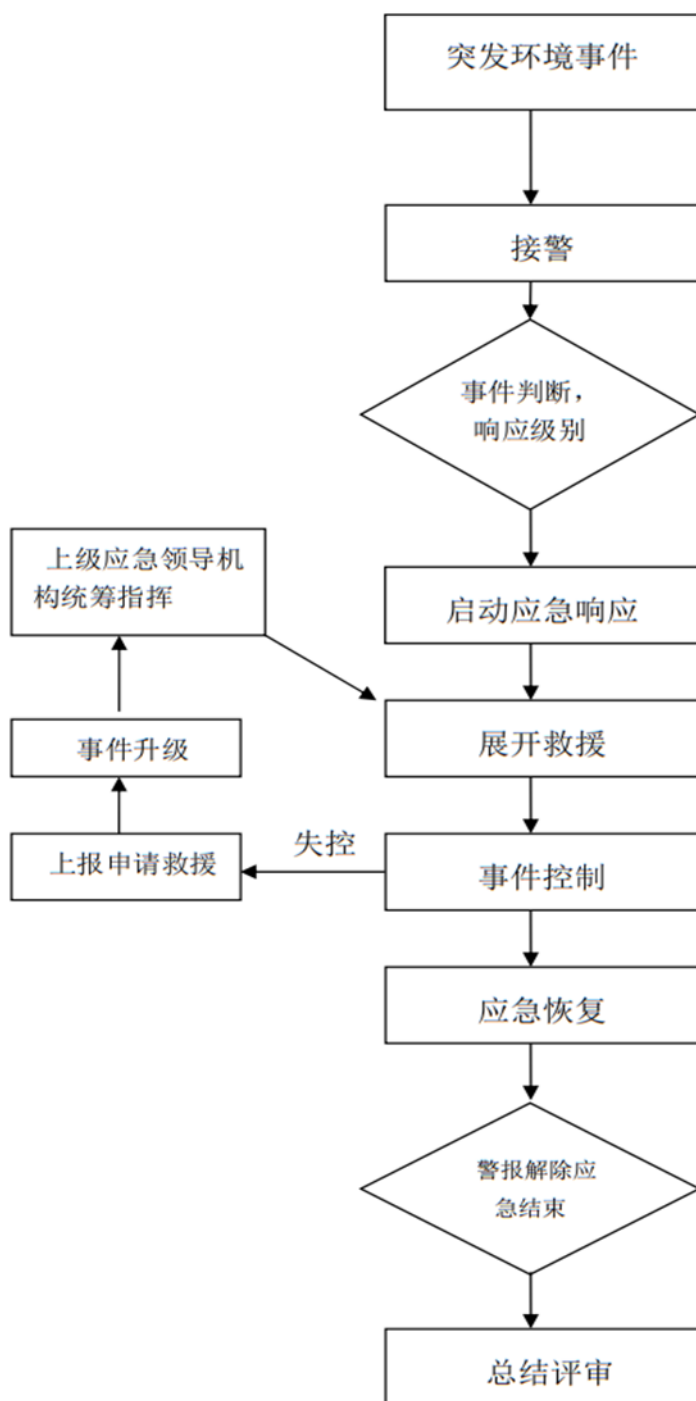 突发环境事件
接警
事件判断，
响应级别
启动应急响应
上级应急领导机
构统筹指挥
展开救援
事件升级
失控
上报申请救援
事件控制
应急恢复
警报解除应
急结束
总结评审